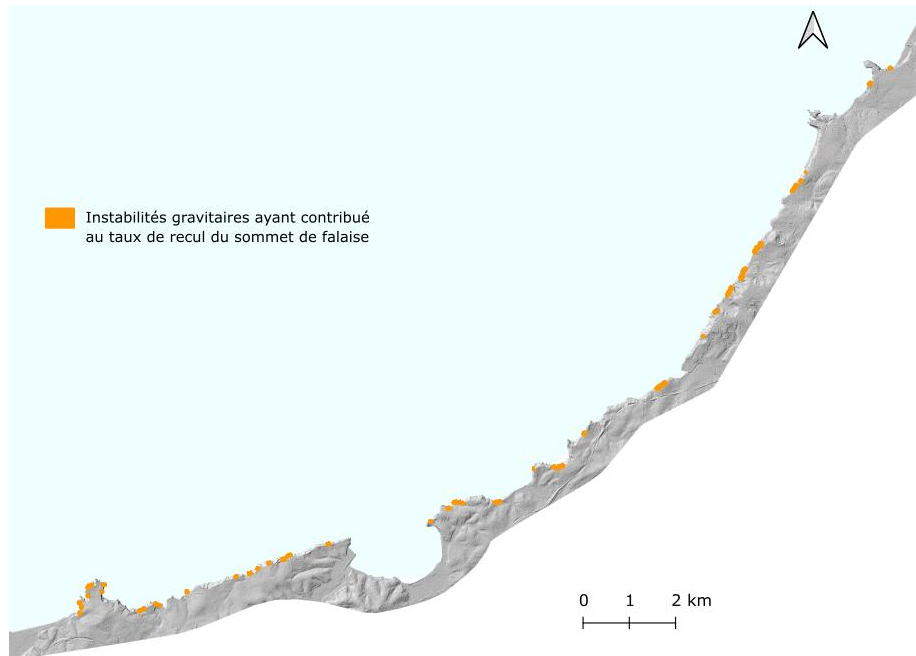 Instabilités gravitaires ayant contribué
au taux de recul du sommet de falaise
0 1 2 km